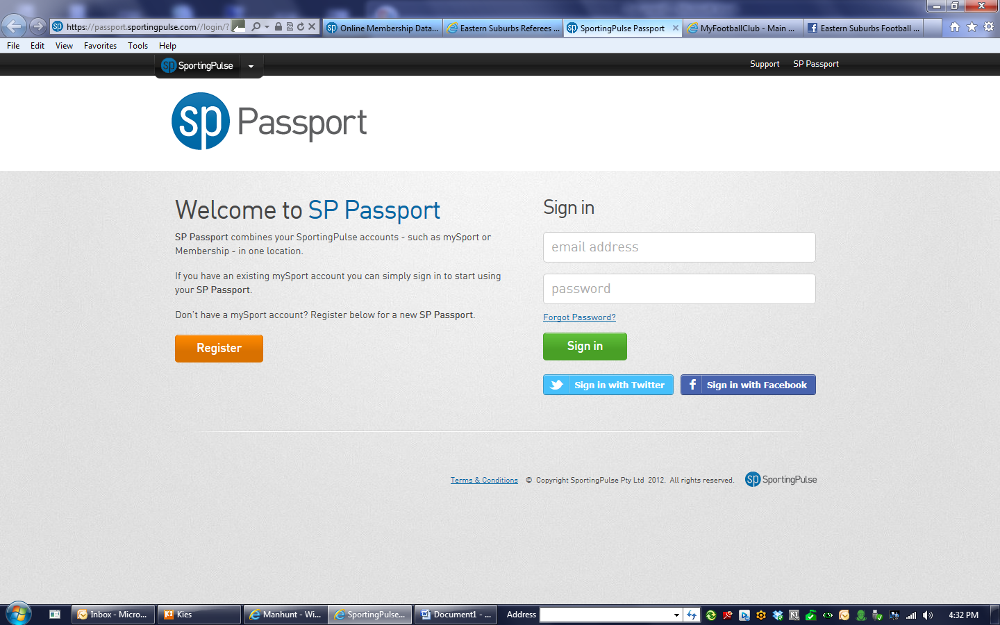 https://passport.sportingpulse.com//login/?
Online Membership Data...
Eastern Suburbs Referees ...
SportingPulse Passport
MyFootballClub - Main ...
Eastern Suburbs Football ...
File Edit View Favorites Tools Help
sp SportingPulse
Support SP Passport
sp Passport
Welcome to SP Passport
SP Passport combines your SportingPulse accounts - such as mySport or
Membership - in one location.
If you have an existing mySport account you can simply sign in to start using
your SP Passport.
Don't have a mySport account? Register below for a new SP Passport.
Register
Sign in
email address
password
Forgot Password?
Sign in
Sign in with Twitter
Sign in with Facebook
Terms & Conditions © Copyright SportingPulse Pty Ltd 2012. All rights reserved. sp SportingPulse
Inbox - Micro...
Kies
Manhunt - Wi...
SportingPulse...
Document1 - ...
Address
4:32 PM